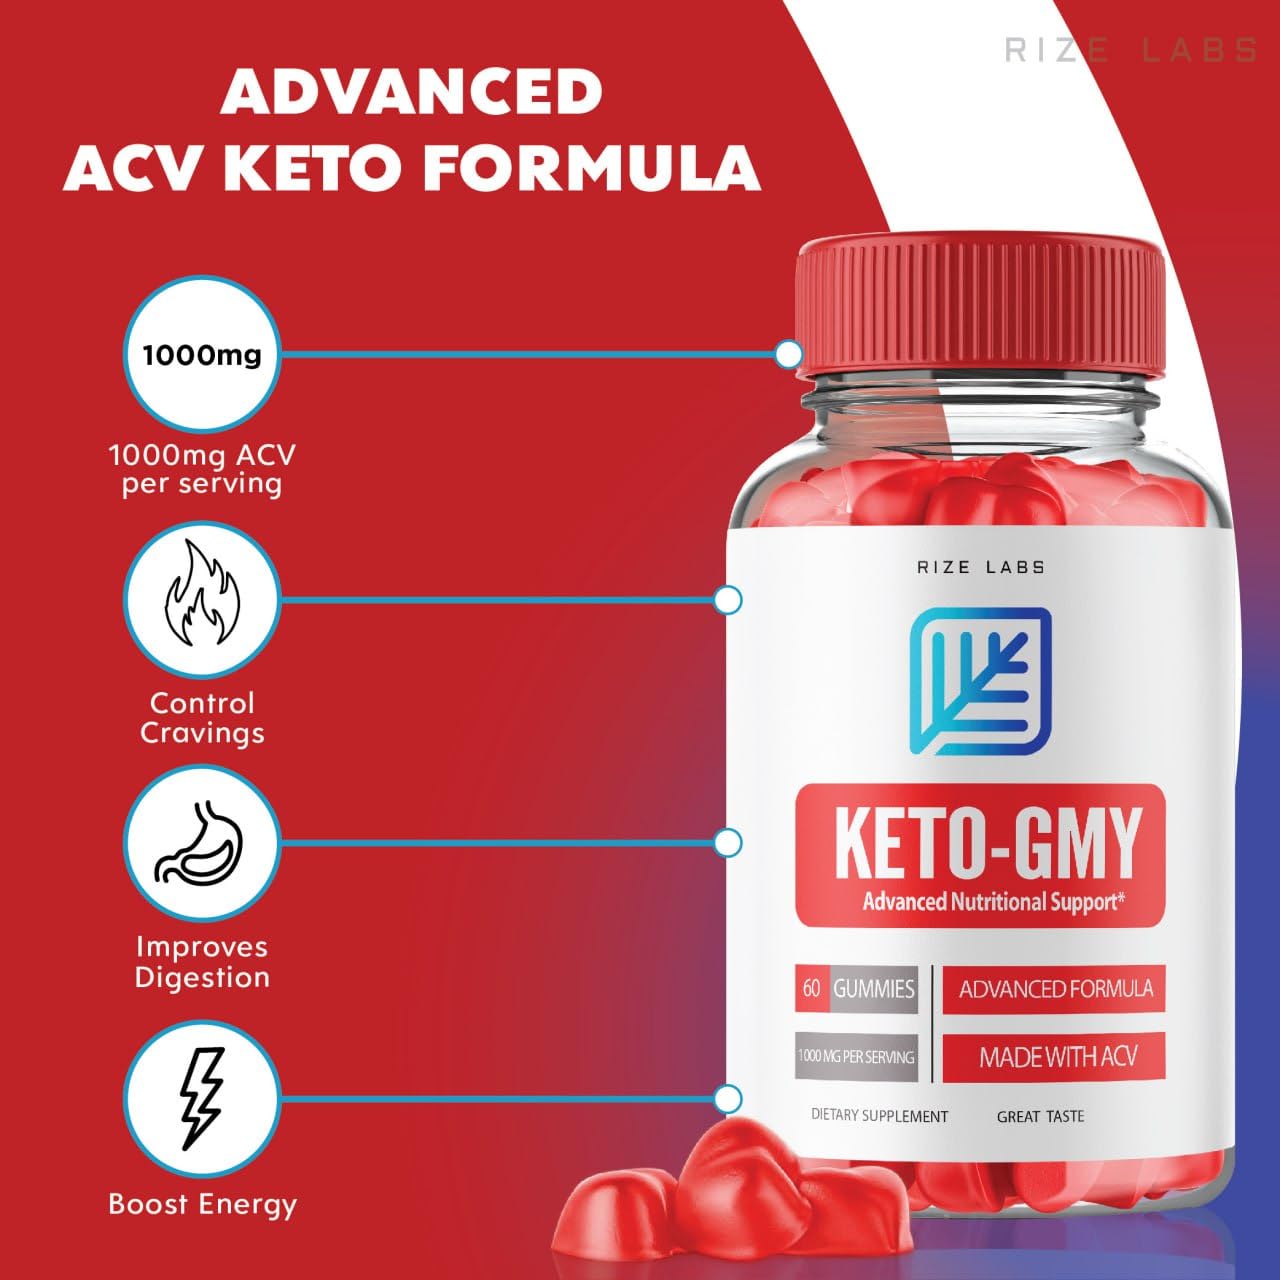 RIZE LABS
ADVANCED
ACV KETO FORMULA
1000mg
1000mg ACV
per serving
Control
Cravings
Improves
Digestion
Boost Energy
RIZE LABS
KETO-GMY
Advanced Nutritional Support*
60 GUMMIES
ADVANCED FORMULA
1000 MG PER SERVING
MADE WITH ACV
DIETARY SUPPLEMENT
GREAT TASTE